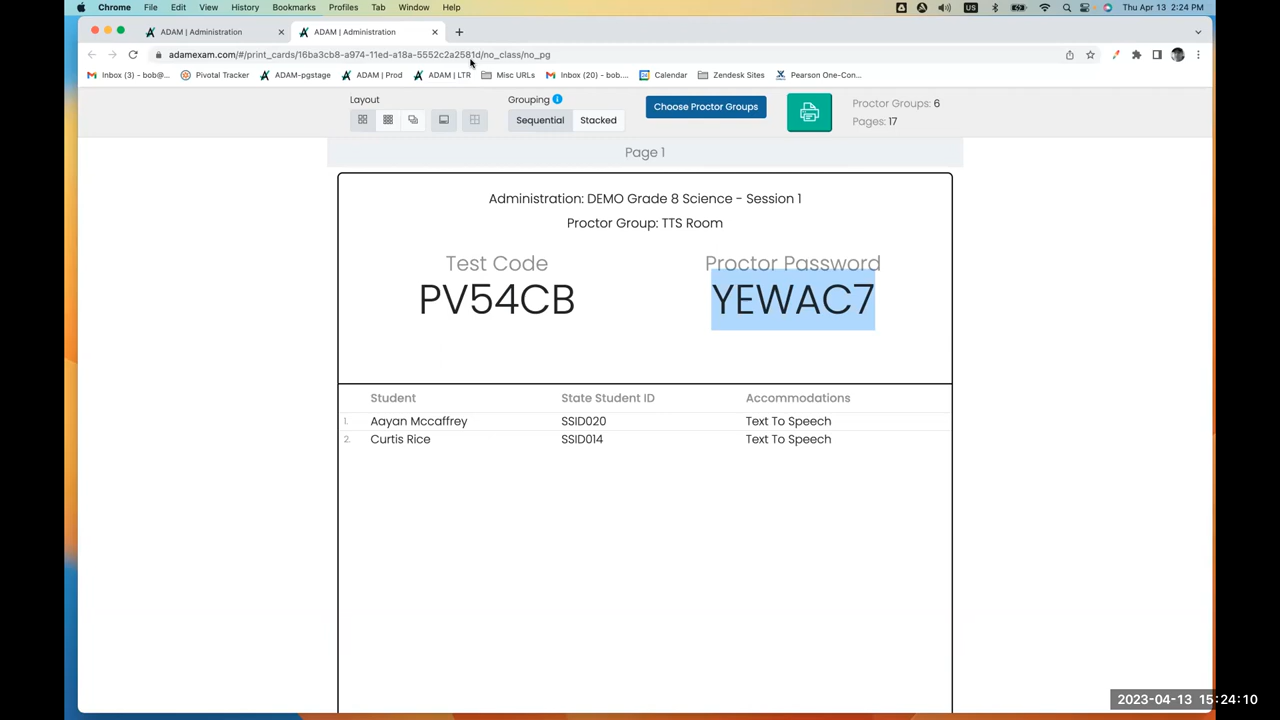 Chrome File Edit View History Bookmarks Profiles Tab Window Help US Thu Apr 13 2:24 PM
ADAM | Administration ADAM | Administration
adamexam.com/#/print_cards/16ba3cb8-a974-11ed-a18a-5552c2a2581d/no_class/no_pg
Inbox (3) - bob@... Pivotal Tracker ADAM-pgstage ADAM | Prod ADAM | LTR Misc URLs Inbox (20) - bob.... Calendar Zendesk Sites Pearson One-Con...
Layout Grouping Choose Proctor Groups Proctor Groups: 6
Sequential Stacked Pages: 17
Page 1
Administration: DEMO Grade 8 Science - Session 1
Proctor Group: TTS Room
Test Code Proctor Password
PV54CB YEWAC7
Student State Student ID Accommodations
1. Aayan Mccaffrey SSID020 Text To Speech
2. Curtis Rice SSID014 Text To Speech
2023-04-13 15:24:10